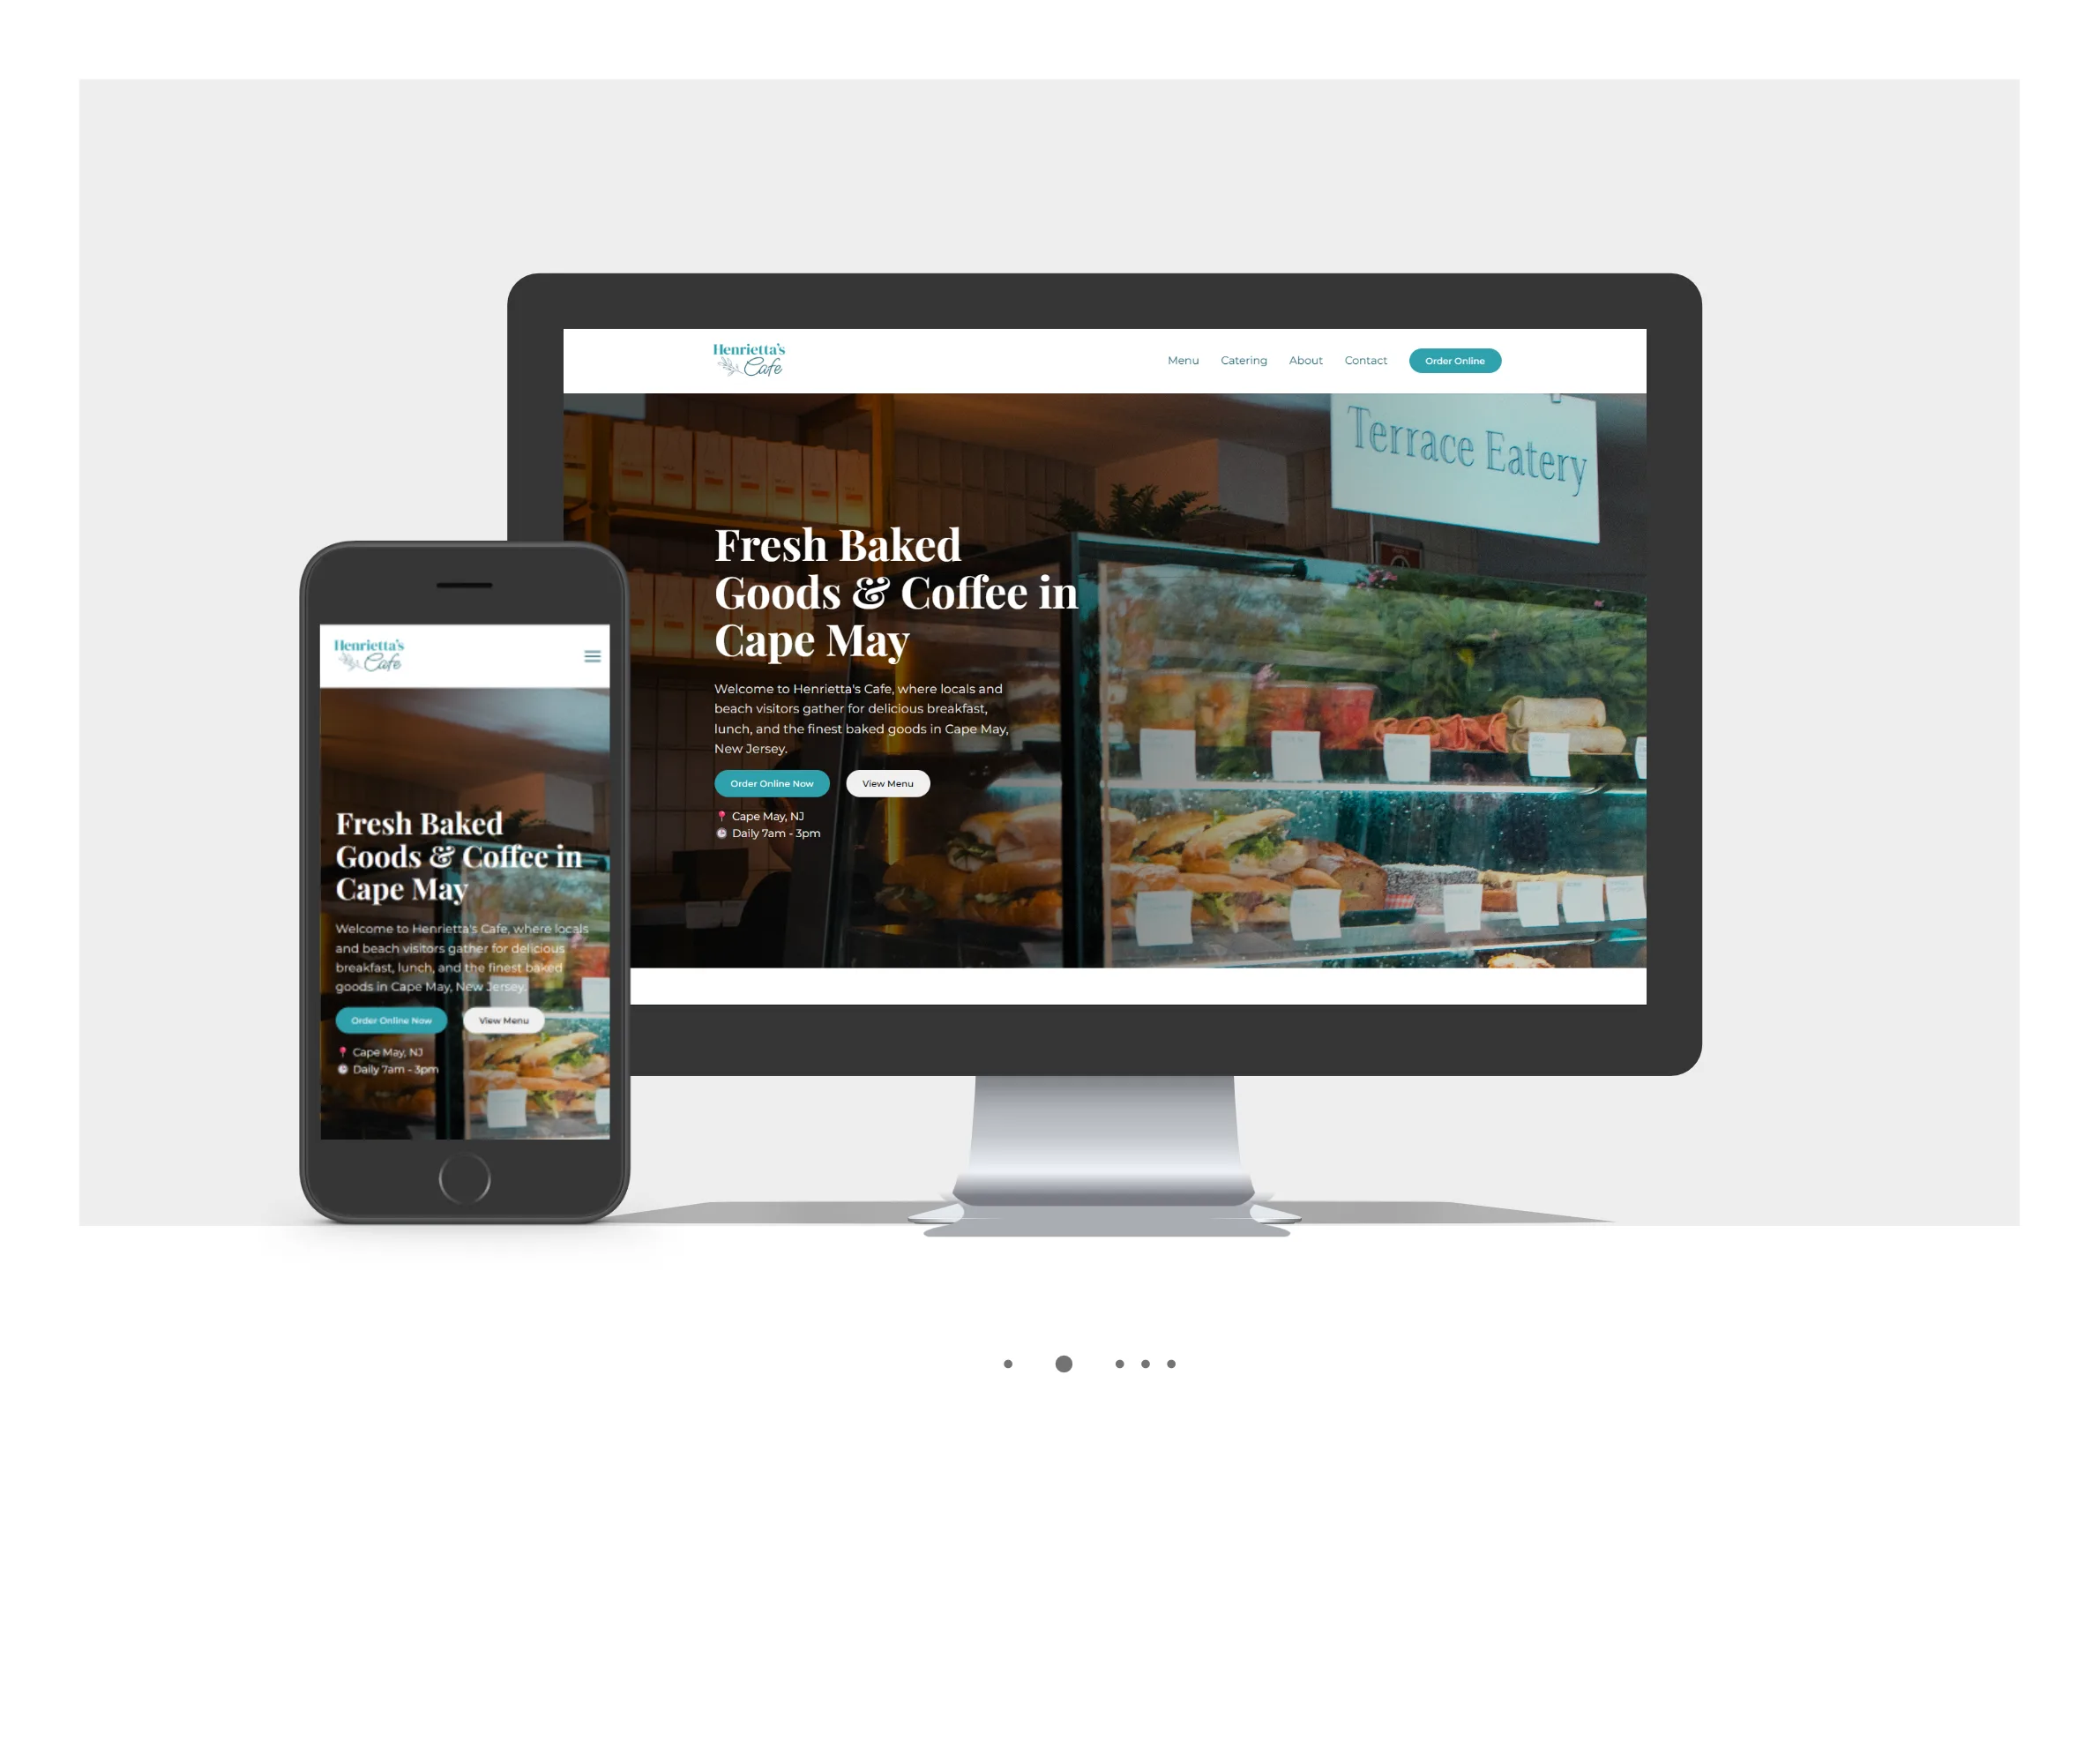 Henrietta's
Cafe
Menu Catering About Contact Order Online
Terrace Eatery
Fresh Baked
Goods & Coffee in
Cape May
Welcome to Henrietta's Cafe, where locals and
beach visitors gather for delicious breakfast,
lunch, and the finest baked goods in Cape May,
New Jersey.
Order Online Now View Menu
Cape May, NJ
Daily 7am - 3pm
Henrietta's
Cafe
Fresh Baked
Goods & Coffee in
Cape May
Welcome to Henrietta's Cafe, where locals
and beach visitors gather for delicious
breakfast, lunch, and the finest baked
goods in Cape May, New Jersey.
Order Online Now View Menu
Cape May, NJ
Daily 7am - 3pm